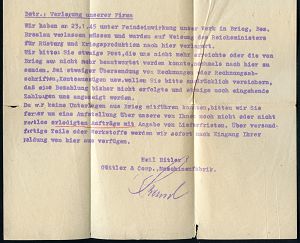 Betr.: Verlegung unserer Firma
Wir haben am 23.1.45 unter Feindeinwirkung unser Werk in Brieg, Bez.
Breslau verlassen müssen und wurden auf Weisung des Reichsministers
für Rüstung und Kriegsproduktion nach hier verlagert.
Wir bitten Sie etwaige Post, die uns nicht mehr erreichte oder die von
Brieg aus nicht mehr beantwortet werden konnte, nochmals nach hier zu
senden. Bei etwaiger Übersendung von Rechnungen oder Rechnungsab-
schriften, Kontoauszügen usw. wollen Sie bitte ausdrücklich versichern,
daß eine Bezahlung bisher nicht erfolgte und etwaige noch eingehende
Zahlungen uns angezeigt werden.
Da wir keine Unterlagen aus Brieg mitführen konnten, bitten wir Sie
ferner um eine Aufstellung über unsere von Ihnen noch nicht oder nicht
restlos erledigten Aufträge mit Angabe von Lieferfristen. Über versand-
fertige Teile oder Werkstoffe werden wir sofort nach Eingang Ihrer
Meldung von hier aus verfügen.
Heil Hitler!
Güttler & Comp., Maschinenfabrik.